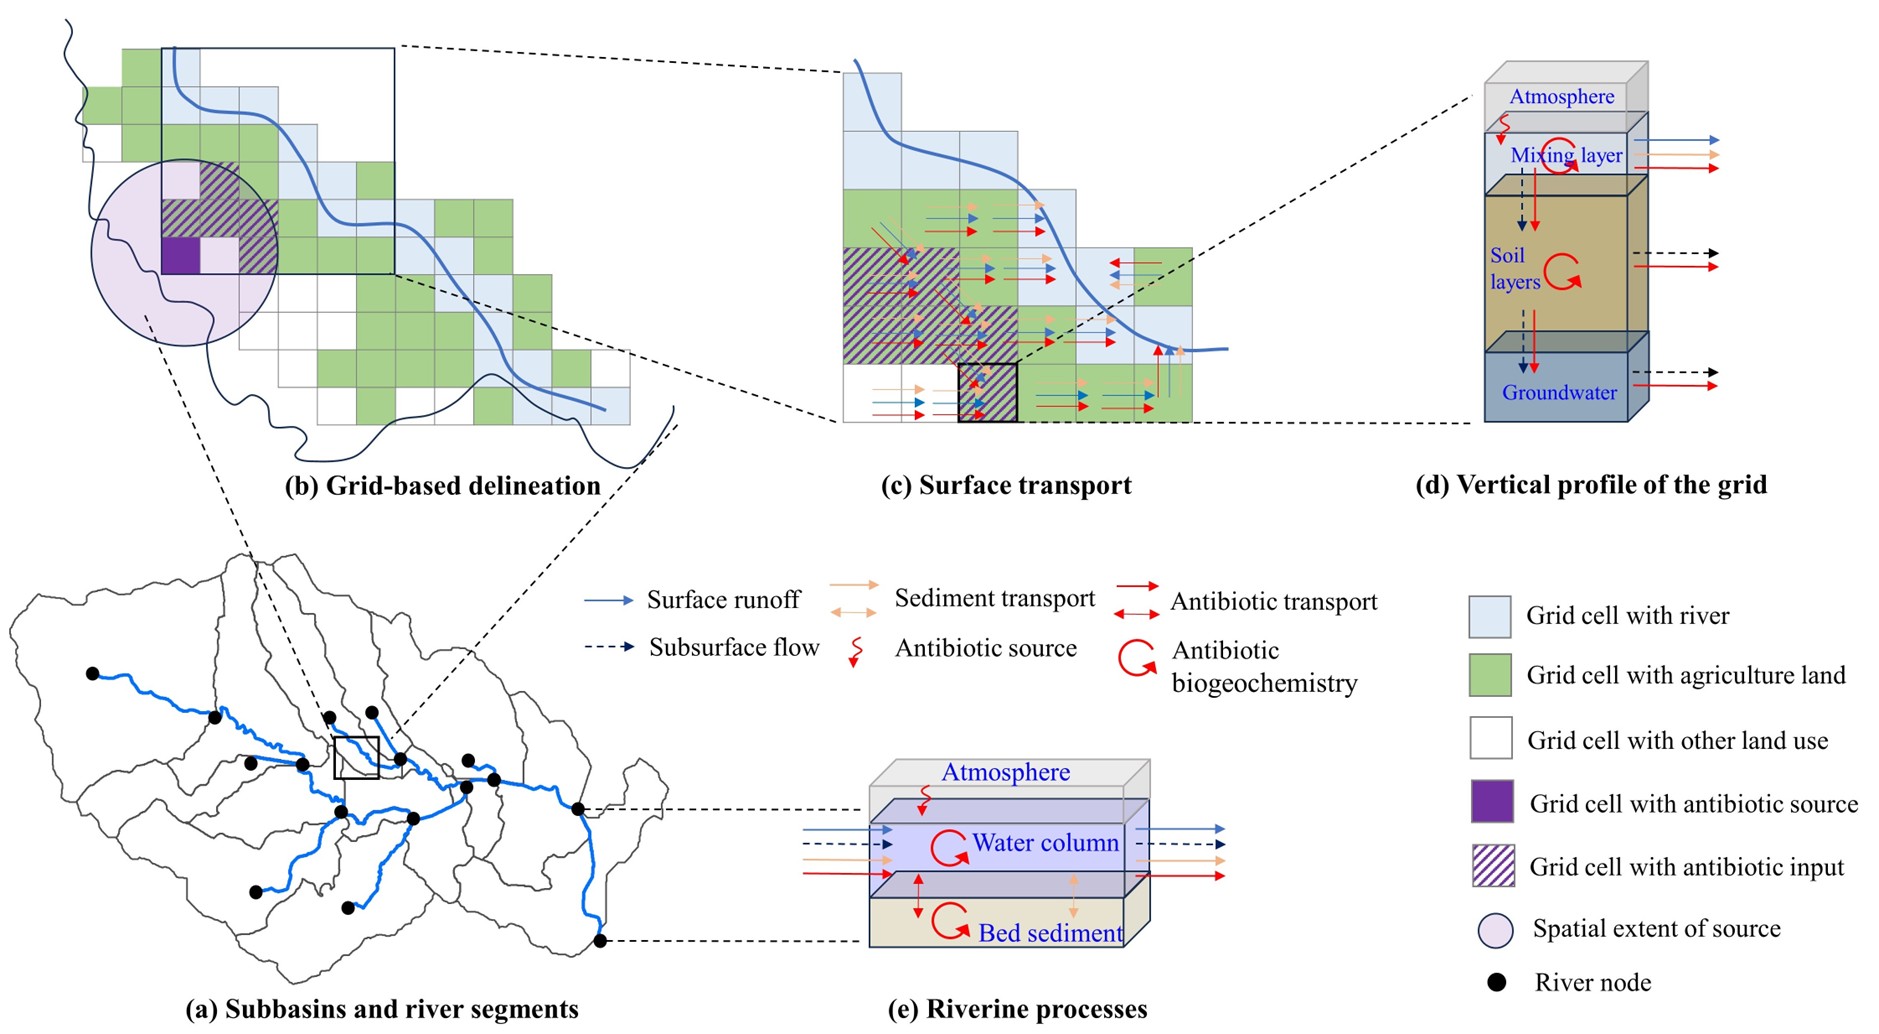 Atmosphere
Mixing layer
Soil
layers
Groundwater
(b) Grid-based delineation
(c) Surface transport
(d) Vertical profile of the grid
Surface runoff
Sediment transport
Antibiotic transport
Subsurface flow
Antibiotic source
Antibiotic
biogeochemistry
Grid cell with river
Grid cell with agriculture land
Grid cell with other land use
Grid cell with antibiotic source
Grid cell with antibiotic input
Spatial extent of source
River node
Atmosphere
Water column
Bed sediment
(a) Subbasins and river segments
(e) Riverine processes